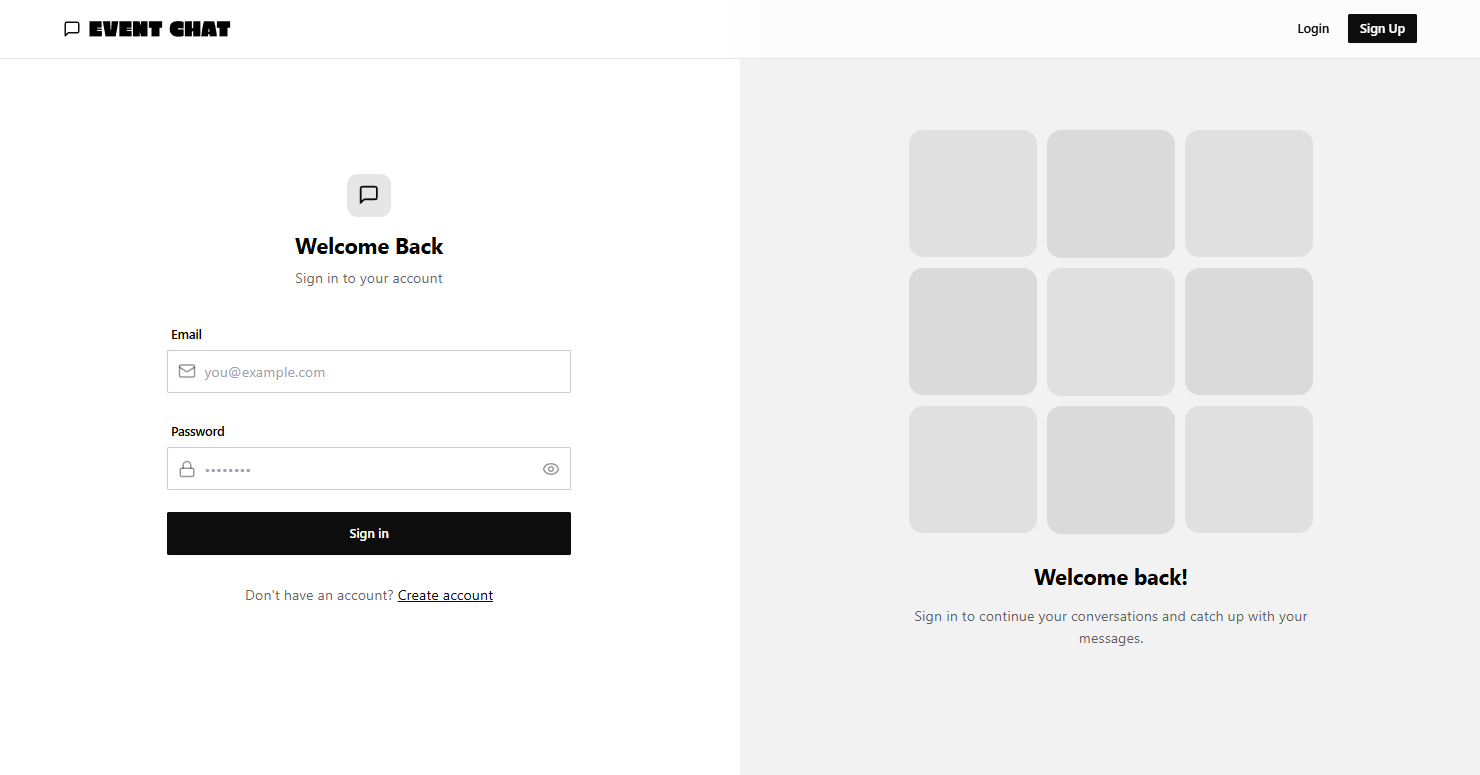 EVENT CHAT
Login
Sign Up
Welcome Back
Sign in to your account
Email
you@example.com
Password
••••••••
Sign in
Don't have an account? Create account
Welcome back!
Sign in to continue your conversations and catch up with your
messages.